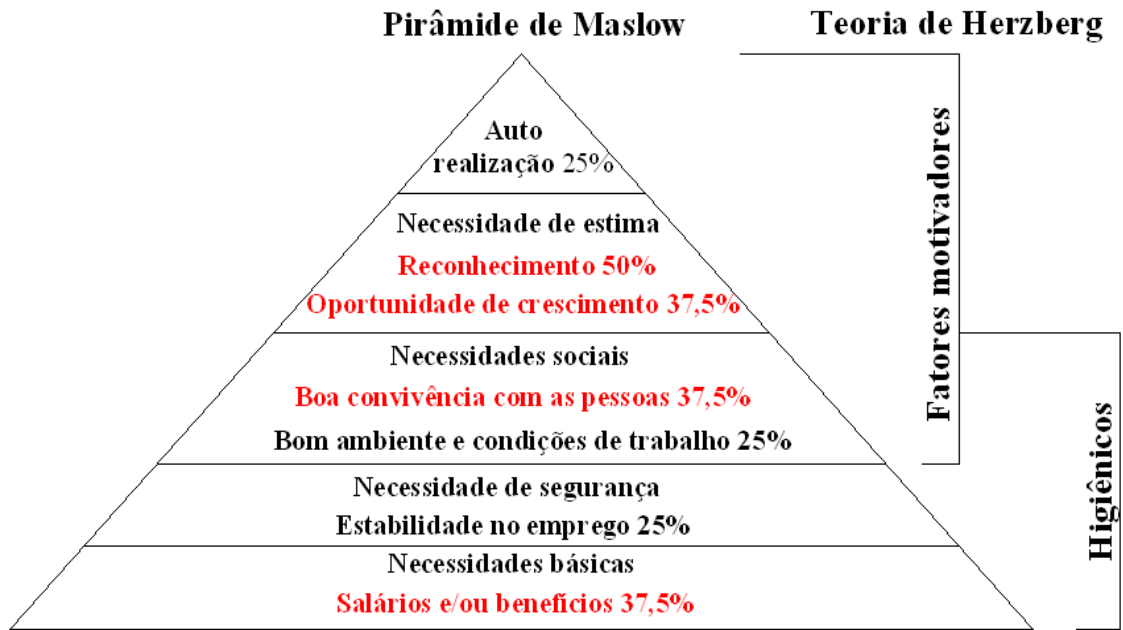 Pirâmide de Maslow
Teoria de Herzberg
Auto
realização 25%
Necessidade de estima
Reconhecimento 50%
Oportunidade de crescimento 37,5%
Necessidades sociais
Boa convivência com as pessoas 37,5%
Bom ambiente e condições de trabalho 25%
Necessidade de segurança
Estabilidade no emprego 25%
Necessidades básicas
Salários e/ou benefícios 37,5%
Fatores motivadores
Higiênicos